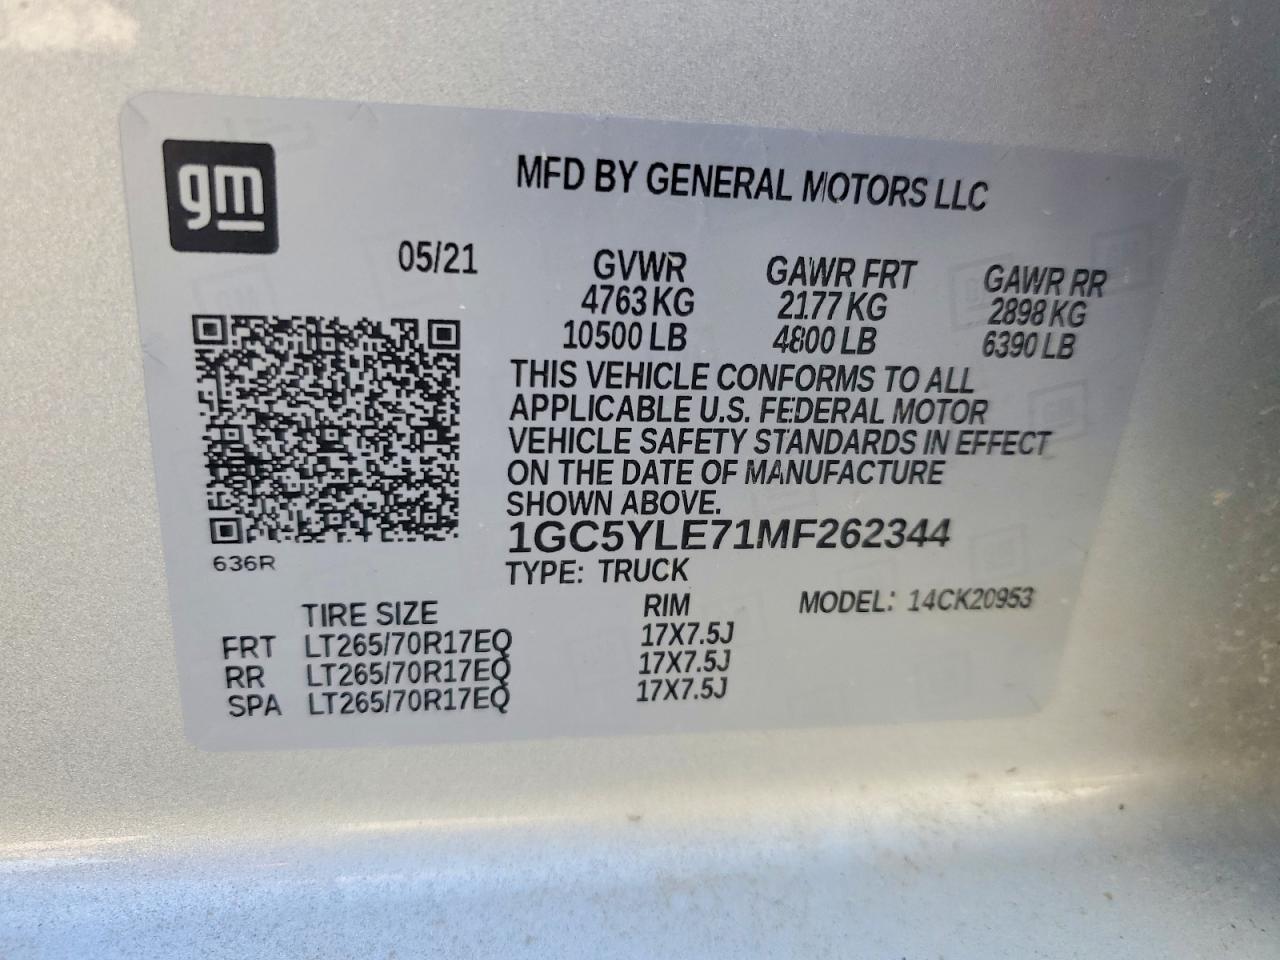 gm
MFD BY GENERAL MOTORS LLC
05/21 GVWR GAWR FRT GAWR RR
4763 KG 2177 KG 2898 KG
10500 LB 4800 LB 6390 LB
THIS VEHICLE CONFORMS TO ALL
APPLICABLE U.S. FEDERAL MOTOR
VEHICLE SAFETY STANDARDS IN EFFECT
ON THE DATE OF MANUFACTURE
SHOWN ABOVE.
1GC5YLE71MF262344
636R
TYPE: TRUCK
TIRE SIZE RIM MODEL: 14CK20953
FRT LT265/70R17EQ 17X7.5J
RR LT265/70R17EQ 17X7.5J
SPA LT265/70R17EQ 17X7.5J